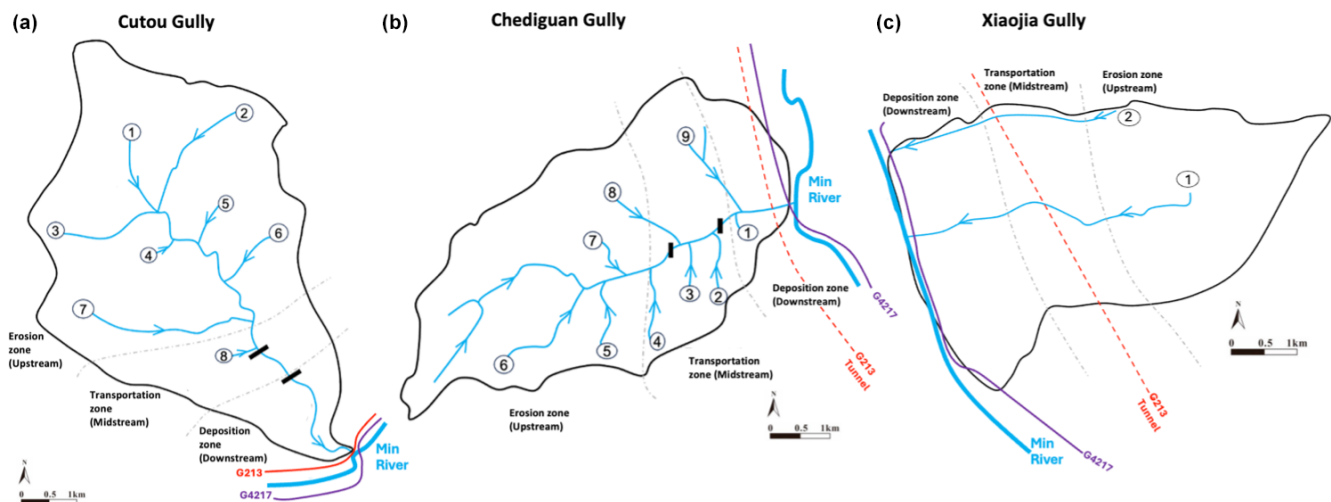 (a) Cutou Gully
1
2
3
4
5
6
7
8
Erosion
zone
(Upstream)
Transportation
zone
(Midstream)
Deposition
zone
(Downstream)
G213
G4217
Min
River
N
0 0.5 1km
(b) Chediguan Gully
9
8
7
1
2
3
4
5
6
Min
River
Deposition zone
(Downstream)
G4217
Transportation
zone (Midstream)
G213
Tunnel
Erosion zone
(Upstream)
N
0 0.5 1km
(c) Xiaojia Gully
Transportation
zone (Midstream)
Erosion zone
(Upstream)
Deposition zone
(Downstream)
2
1
N
0 0.5 1km
G213
Tunnel
Min
River
G4217